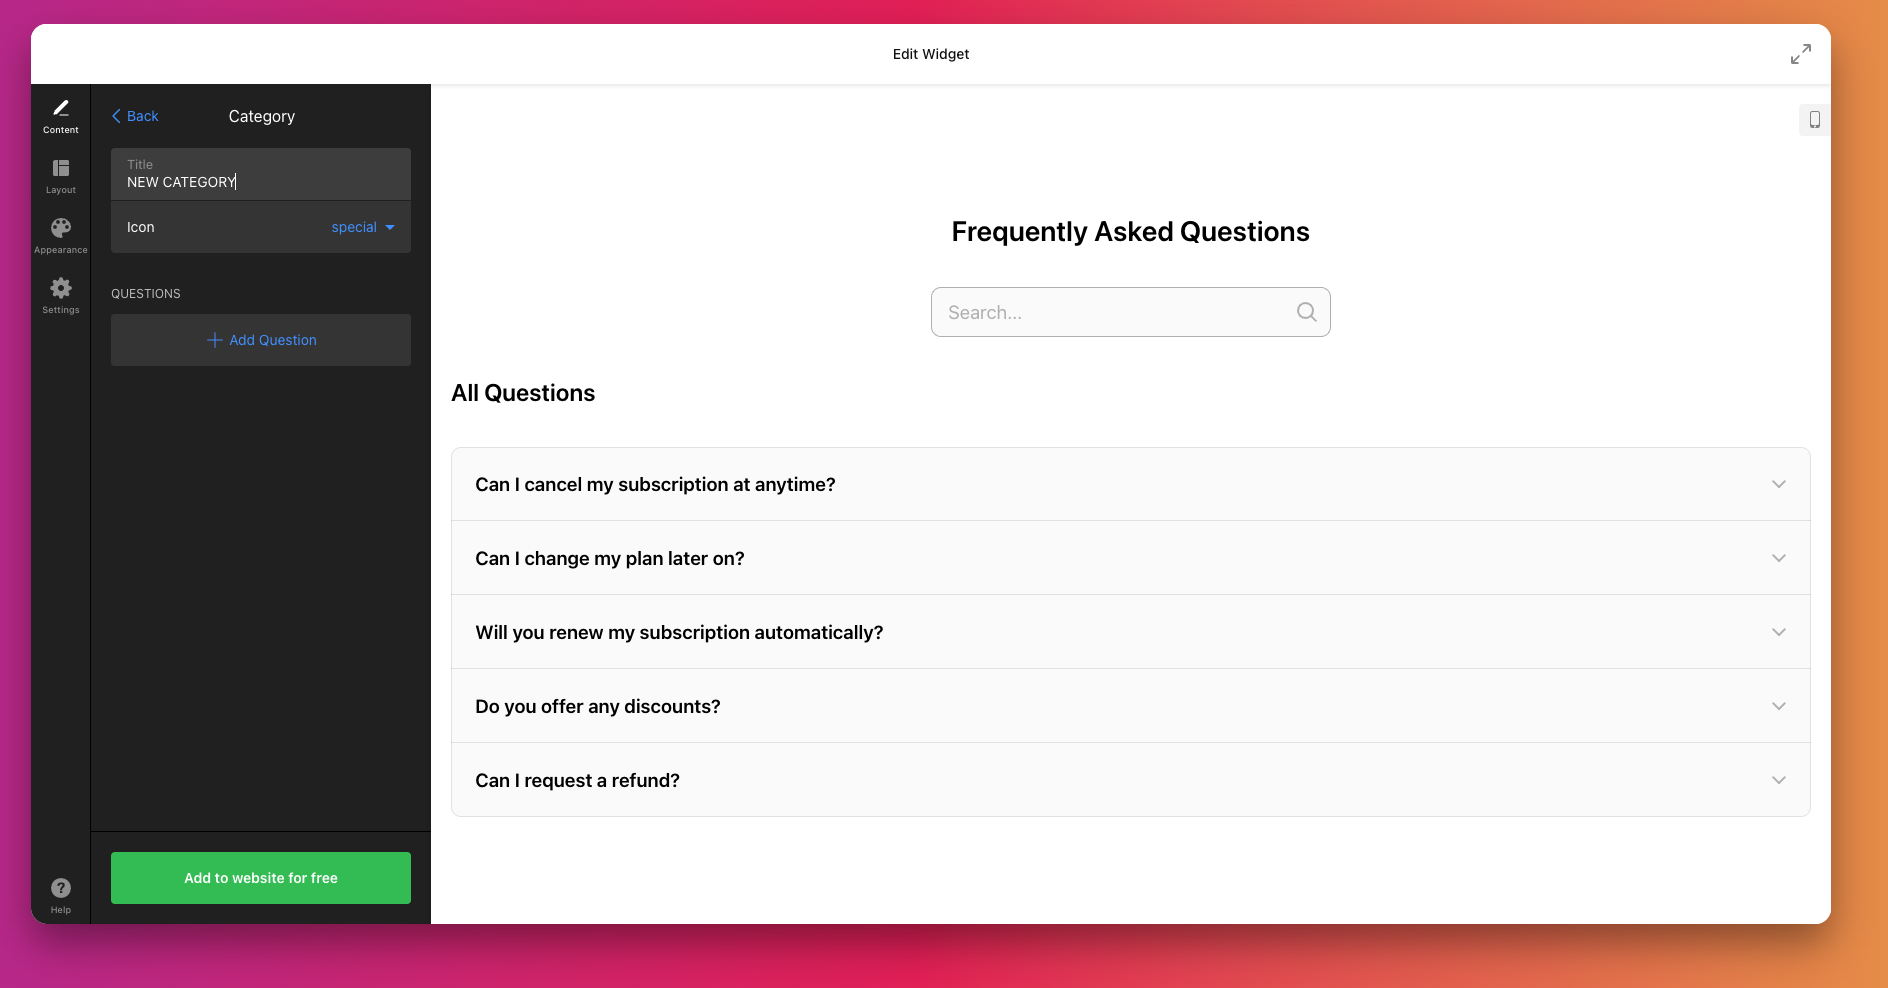 Edit Widget
Content
Layout
Appearance
Settings
Help
Back
Category
Title
NEW CATEGORY
Icon
special
QUESTIONS
Add Question
Add to website for free
Frequently Asked Questions
Search...
All Questions
Can I cancel my subscription at anytime?
Can I change my plan later on?
Will you renew my subscription automatically?
Do you offer any discounts?
Can I request a refund?